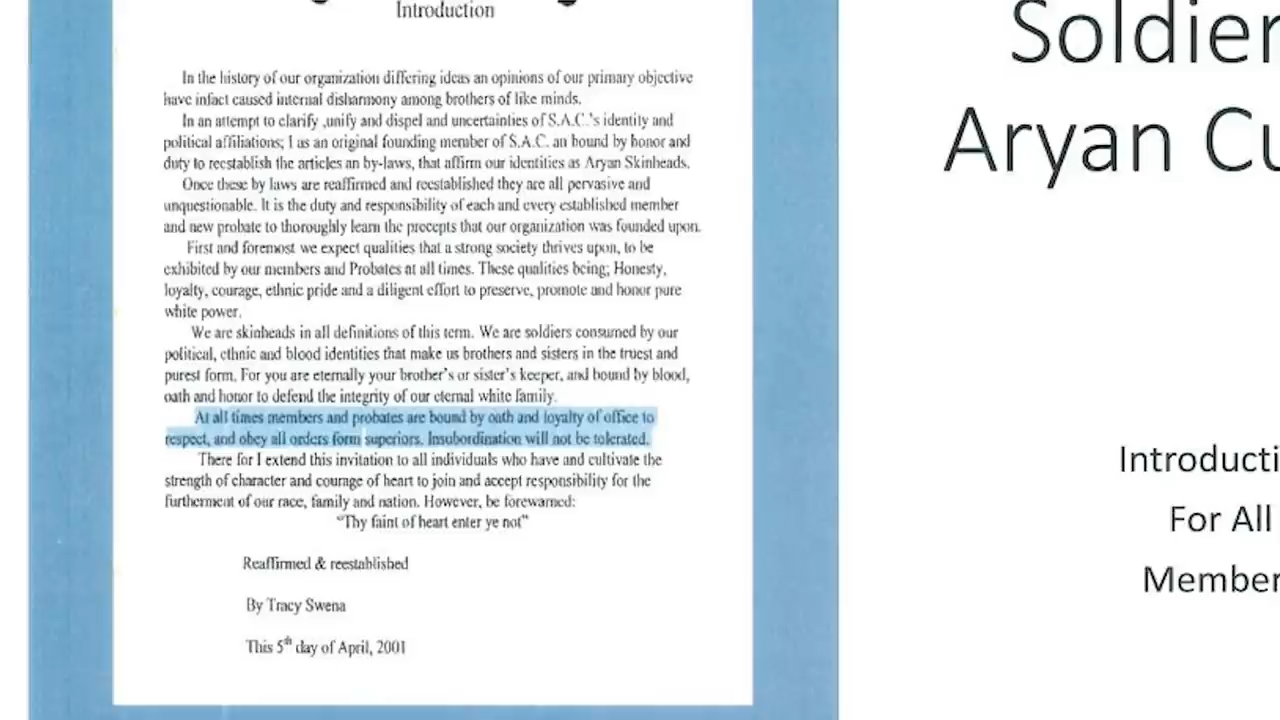 Introduction
In the history of our organization differing ideas an opinions of our primary objective
have infact caused internal disharmony among brothers of like minds.
In an attempt to clarify ,unify and dispel and uncertainties of S.A.C.'s identity and
political affiliations; I as an original founding member of S.A.C. an bound by honor and
duty to reestablish the articles an by-laws, that affirm our identities as Aryan Skinheads.
Once these by laws are reaffirmed and reestablished they are all pervasive and
unquestionable. It is the duty and responsibility of each and every established member
and new probate to thoroughly learn the precepts that our organization was founded upon.
First and foremost we expect qualities that a strong society thrives upon, to be
exhibited by our members and Probates at all times. These qualities being; Honesty,
loyalty, courage, ethnic pride and a diligent effort to preserve, promote and honor pure
white power.
We are skinheads in all definitions of this term. We are soldiers consumed by our
political, ethnic and blood identities that make us brothers and sisters in the truest and
purest form. For you are eternally your brother's or sister's keeper, and bound by blood,
oath and honor to defend the integrity of our eternal white family.
At all times members and probates are bound by oath and loyalty of office to
respect, and obey all orders form superiors. Insubordination will not be tolerated.
There for I extend this invitation to all individuals who have and cultivate the
strength of character and courage of heart to join and accept responsibility for the
furtherment of our race, family and nation. However, be forewarned:
"Thy faint of heart enter ye not"
Reaffirmed & reestablished
By Tracy Swena
This 5th day of April, 2001
Soldier
Aryan Cu
Introducti
For All
Member